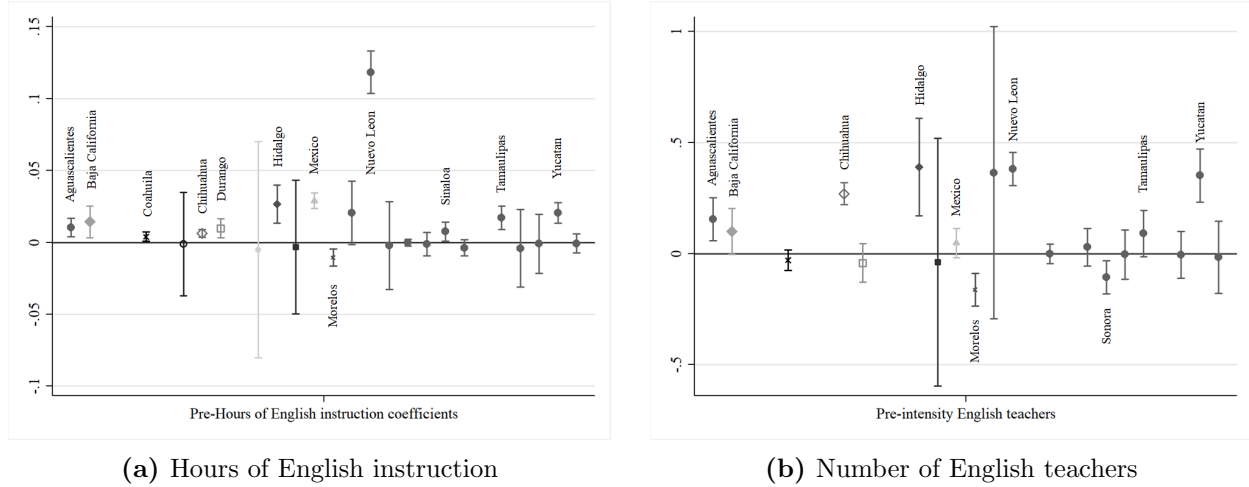 .15
.1
.05
0
-.05
-.1
Aguascalientes
Baja California
Coahuila
Chihuahua
Durango
Hidalgo
Mexico
Morelos
Nuevo Leon
Sinaloa
Tamaulipas
Yucatan
Pre-Hours of English instruction coefficients
(a) Hours of English instruction
1
.5
0
-.5
Aguascalientes
Baja California
Chihuahua
Hidalgo
Mexico
Morelos
Nuevo Leon
Sonora
Tamaulipas
Yucatan
Pre-intensity English teachers
(b) Number of English teachers